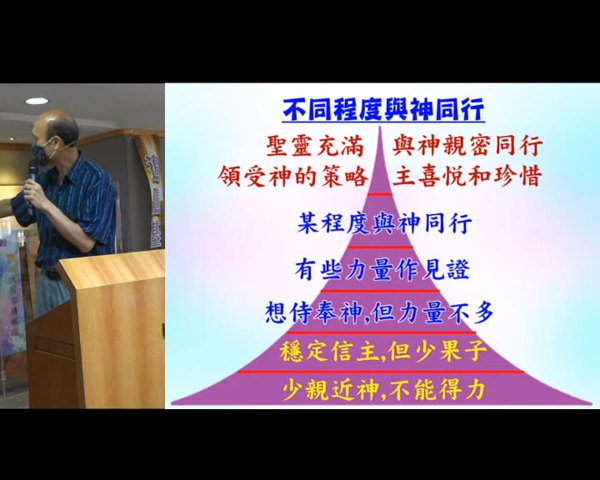 不同程度與神同行
聖靈充滿 與神親密同行
領受神的策略 主喜悅和珍惜
某程度與神同行
有些力量作見證
想侍奉神,但力量不多
穩定信主,但少果子
少親近神,不能得力